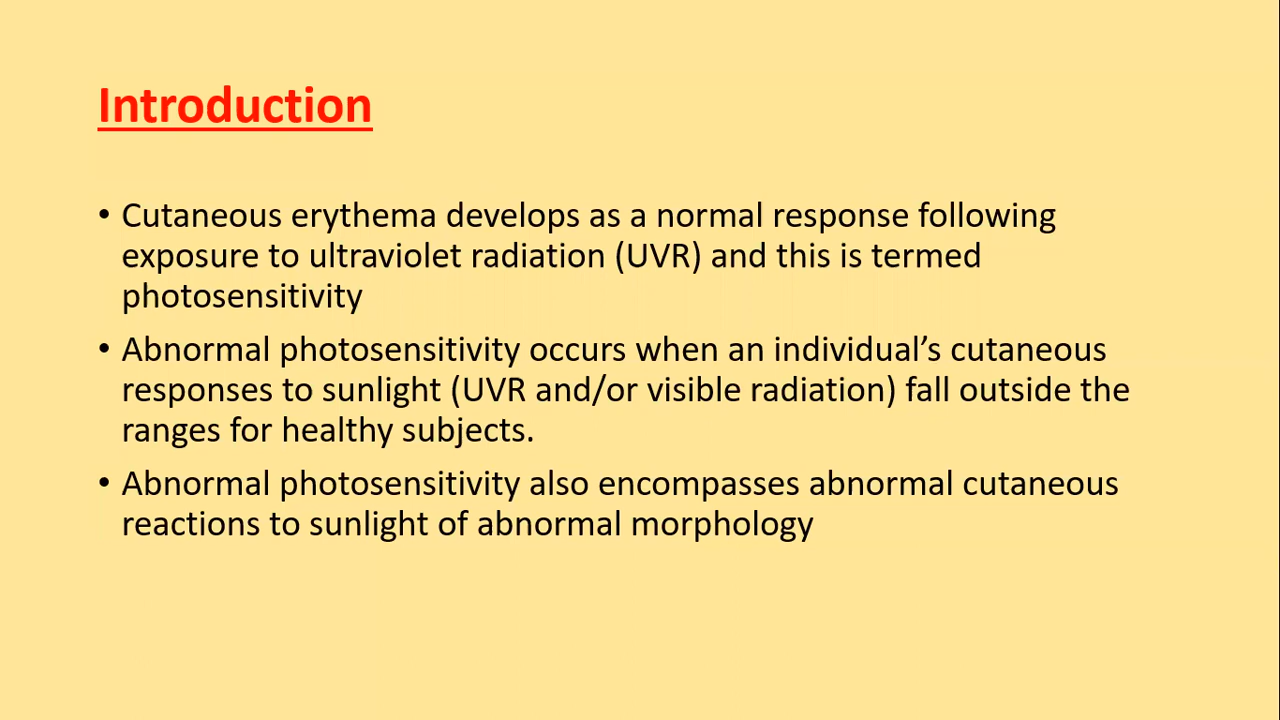 Introduction
• Cutaneous erythema develops as a normal response following
exposure to ultraviolet radiation (UVR) and this is termed
photosensitivity
• Abnormal photosensitivity occurs when an individual’s cutaneous
responses to sunlight (UVR and/or visible radiation) fall outside the
ranges for healthy subjects.
• Abnormal photosensitivity also encompasses abnormal cutaneous
reactions to sunlight of abnormal morphology